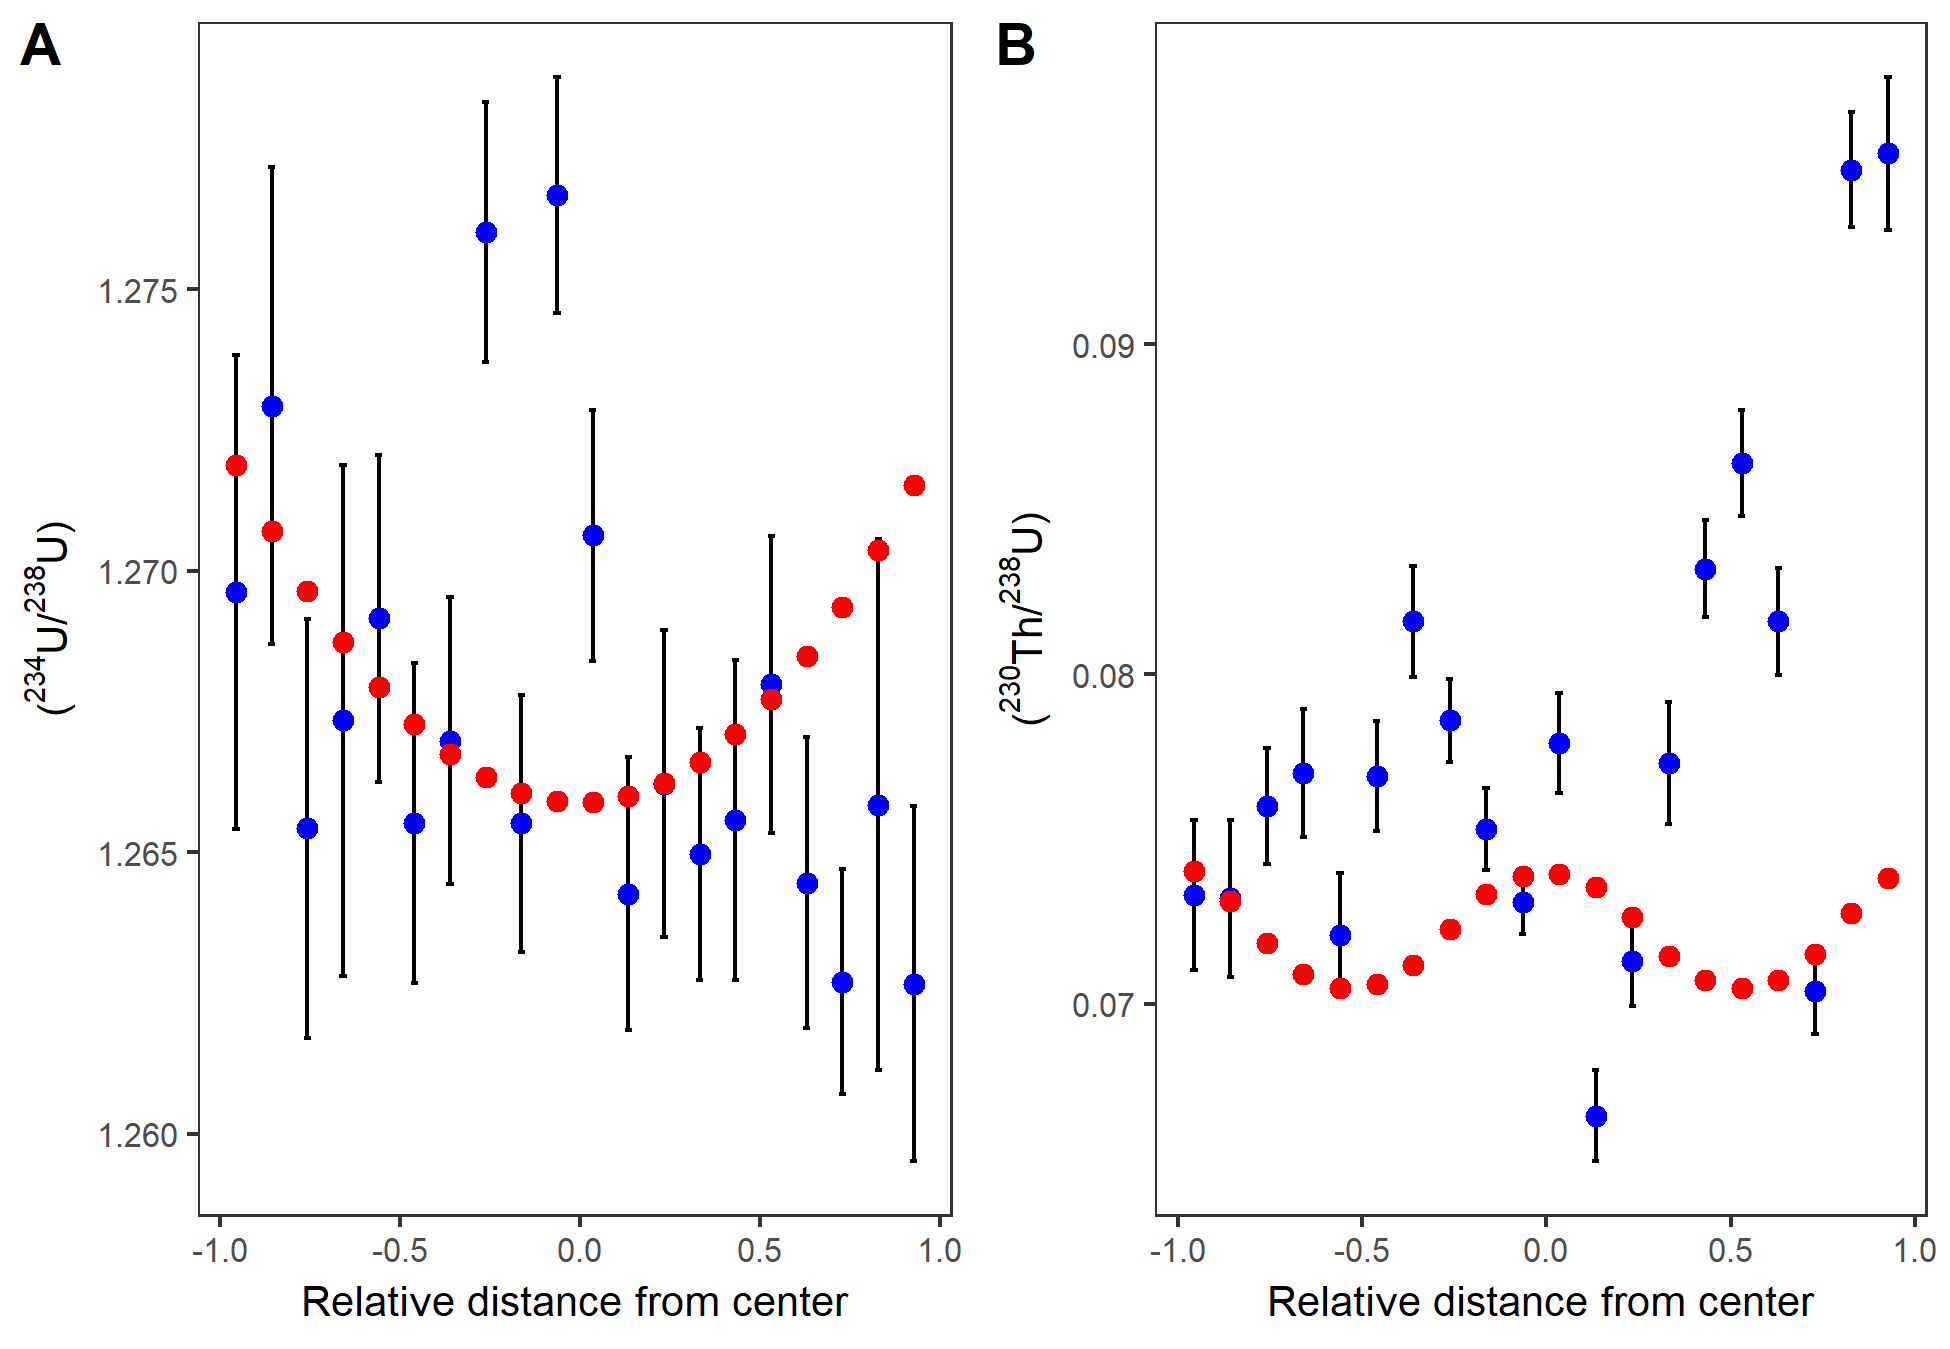 A
B
1.275
1.270
1.265
1.260
(²³⁴U/²³⁸U)
-1.0 -0.5 0.0 0.5 1.0
Relative distance from center
0.09
0.08
0.07
(²³⁰Th/²³⁸U)
-1.0 -0.5 0.0 0.5 1.0
Relative distance from center